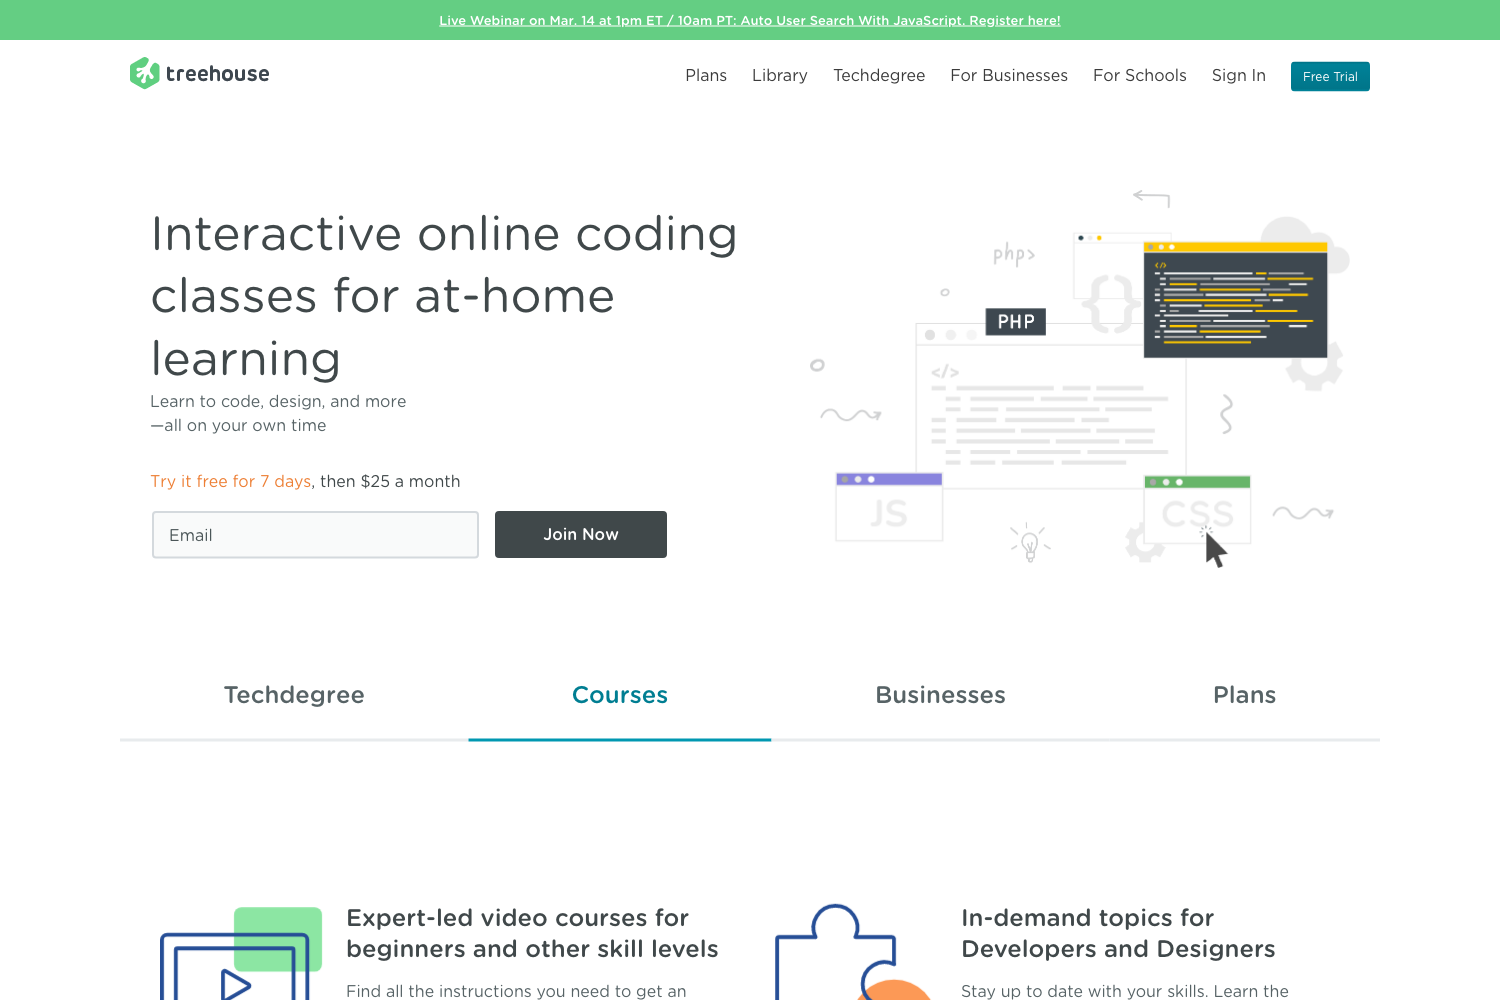 Live Webinar on Mar. 14 at 1pm ET / 10am PT: Auto User Search With JavaScript. Register here!
treehouse
Plans
Library
Techdegree
For Businesses
For Schools
Sign In
Free Trial
Interactive online coding
classes for at-home
learning
Learn to code, design, and more
—all on your own time
Try it free for 7 days, then $25 a month
Email
Join Now
php>
{}
</>
PHP
</>
JS
CSS
Techdegree
Courses
Businesses
Plans
Expert-led video courses for
beginners and other skill levels
Find all the instructions you need to get an
In-demand topics for
Developers and Designers
Stay up to date with your skills. Learn the